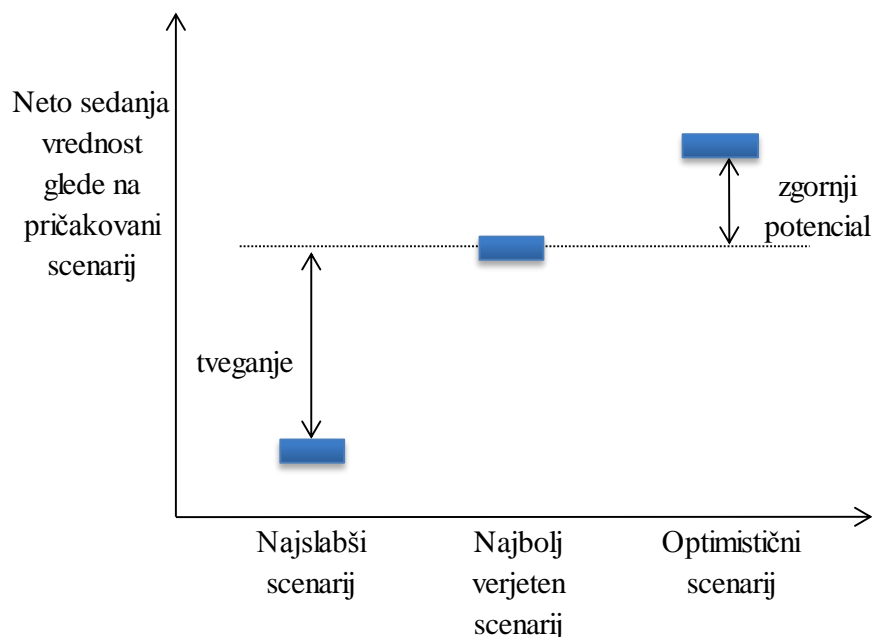 Neto sedanja
vrednost
glede na
pričakovani
scenarij
zgornji
potencial
tveganje
Najslabši
scenarij
Najbolj
verjeten
scenarij
Optimistični
scenarij